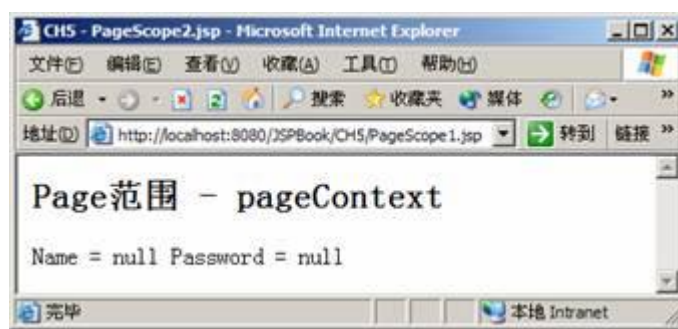 CH5 - PageScope2.jsp - Microsoft Internet Explorer
文件(F) 编辑(E) 查看(V) 收藏(A) 工具(T) 帮助(H)
后退 搜索 收藏夹 媒体 »
地址(D) http://localhost:8080/JSPBook/CH5/PageScope1.jsp 转到 链接 »
Page范围 - pageContext
Name = null Password = null
完毕 本地 Intranet